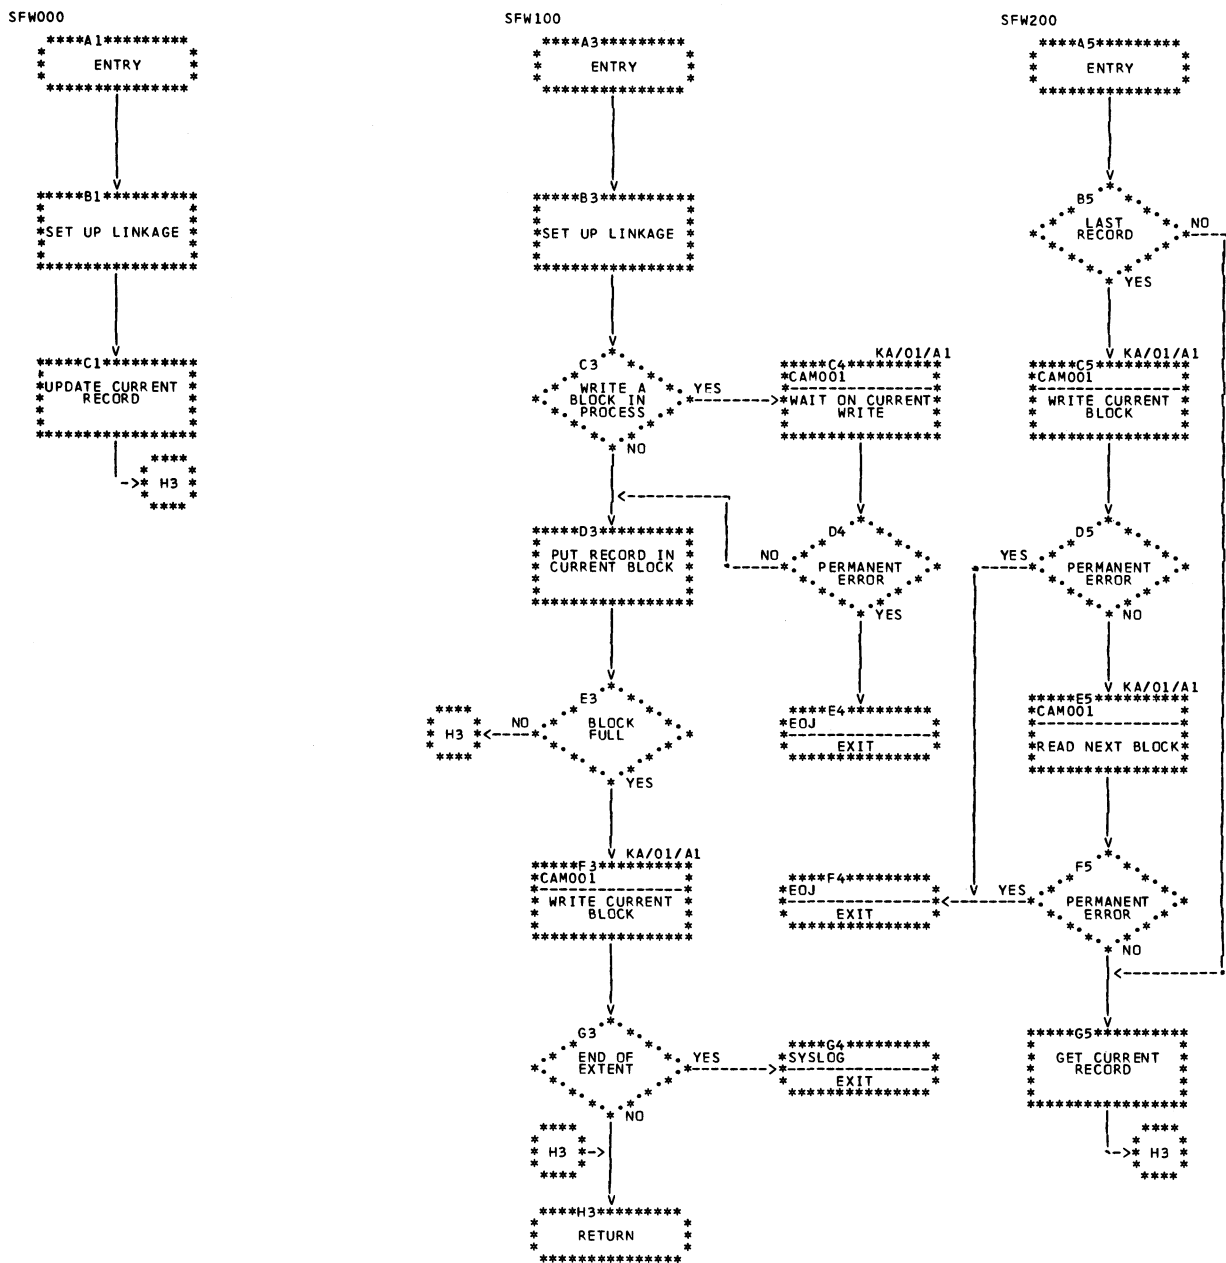 SFW000
A1
ENTRY
B1
SET UP LINKAGE
C1
UPDATE CURRENT
RECORD
H3
SFW100
A3
ENTRY
B3
SET UP LINKAGE
C3
WRITE A
BLOCK IN
PROCESS
YES
NO
KA/01/A1
C4
CAM001
WAIT ON CURRENT
WRITE
D3
PUT RECORD IN
CURRENT BLOCK
D4
PERMANENT
ERROR
NO
YES
E3
BLOCK
FULL
NO
H3
YES
E4
EOJ
EXIT
KA/01/A1
F3
CAM001
WRITE CURRENT
BLOCK
F4
EOJ
EXIT
G3
END OF
EXTENT
YES
NO
G4
SYSLOG
EXIT
H3
H3
RETURN
SFW200
A5
ENTRY
B5
LAST
RECORD
NO
YES
KA/01/A1
C5
CAM001
WRITE CURRENT
BLOCK
D5
PERMANENT
ERROR
YES
NO
KA/01/A1
E5
CAM001
READ NEXT BLOCK
F5
PERMANENT
ERROR
YES
NO
G5
GET CURRENT
RECORD
H3